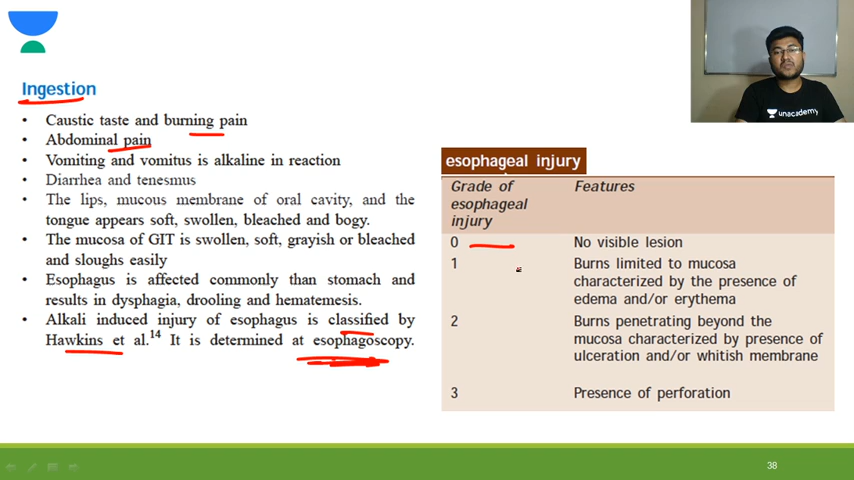 Ingestion
• Caustic taste and burning pain
• Abdominal pain
• Vomiting and vomitus is alkaline in reaction
• Diarrhea and tenesmus
• The lips, mucous membrane of oral cavity, and the
tongue appears soft, swollen, bleached and bogy.
• The mucosa of GIT is swollen, soft, grayish or bleached
and sloughs easily
• Esophagus is affected commonly than stomach and
results in dysphagia, drooling and hematemesis.
• Alkali induced injury of esophagus is classified by
Hawkins et al.14 It is determined at esophagoscopy.
unacademy
esophageal injury
Grade of Features
esophageal
injury
0 No visible lesion
1 Burns limited to mucosa
characterized by the presence of
edema and/or erythema
2 Burns penetrating beyond the
mucosa characterized by presence of
ulceration and/or whitish membrane
3 Presence of perforation
38